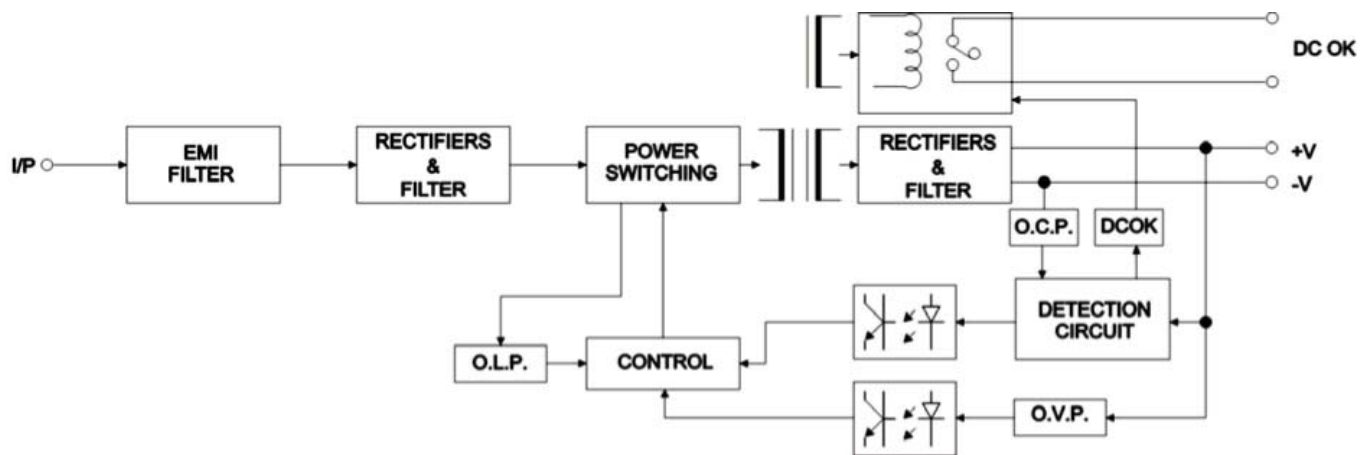 DC OK
I/P
EMI
FILTER
RECTIFIERS
&
FILTER
POWER
SWITCHING
RECTIFIERS
&
FILTER
+V
-V
O.C.P.
DCOK
DETECTION
CIRCUIT
O.L.P.
CONTROL
O.V.P.